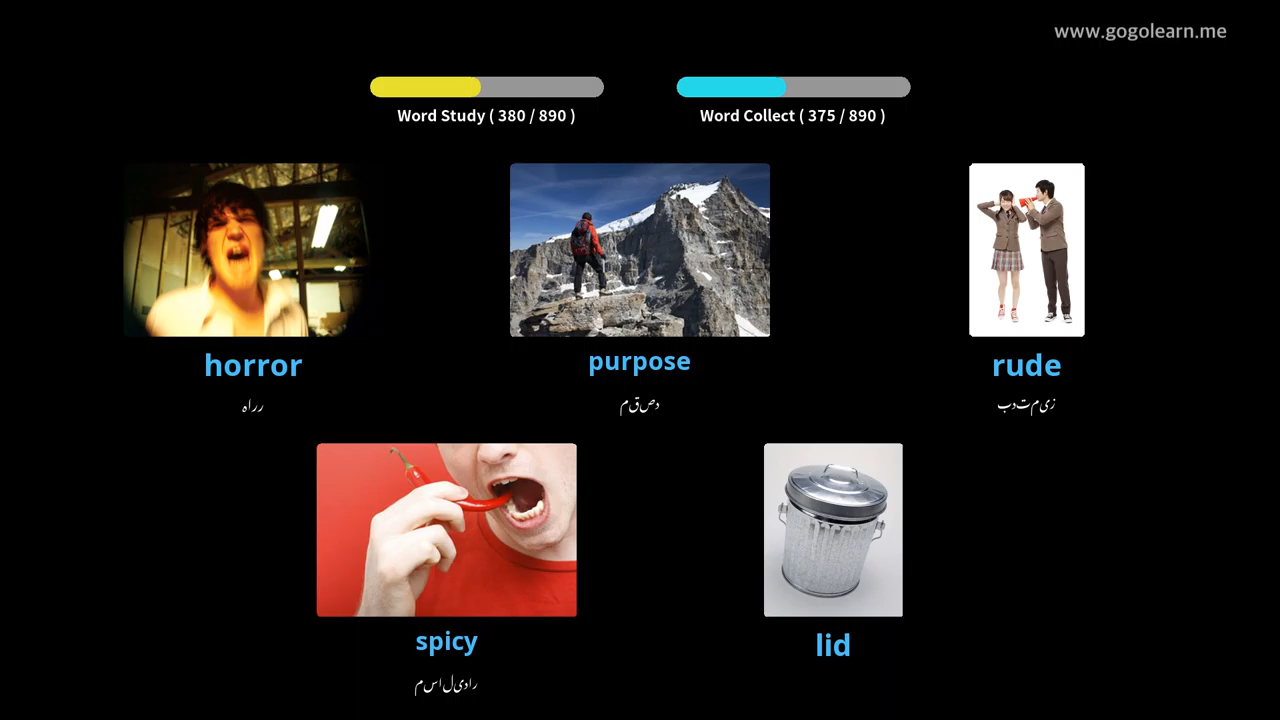 www.gogolearn.me
Word Study ( 380 / 890 )
Word Collect ( 375 / 890 )
horror
ہارر
purpose
مقصد
rude
بدتمیز
spicy
مسالیدار
lid